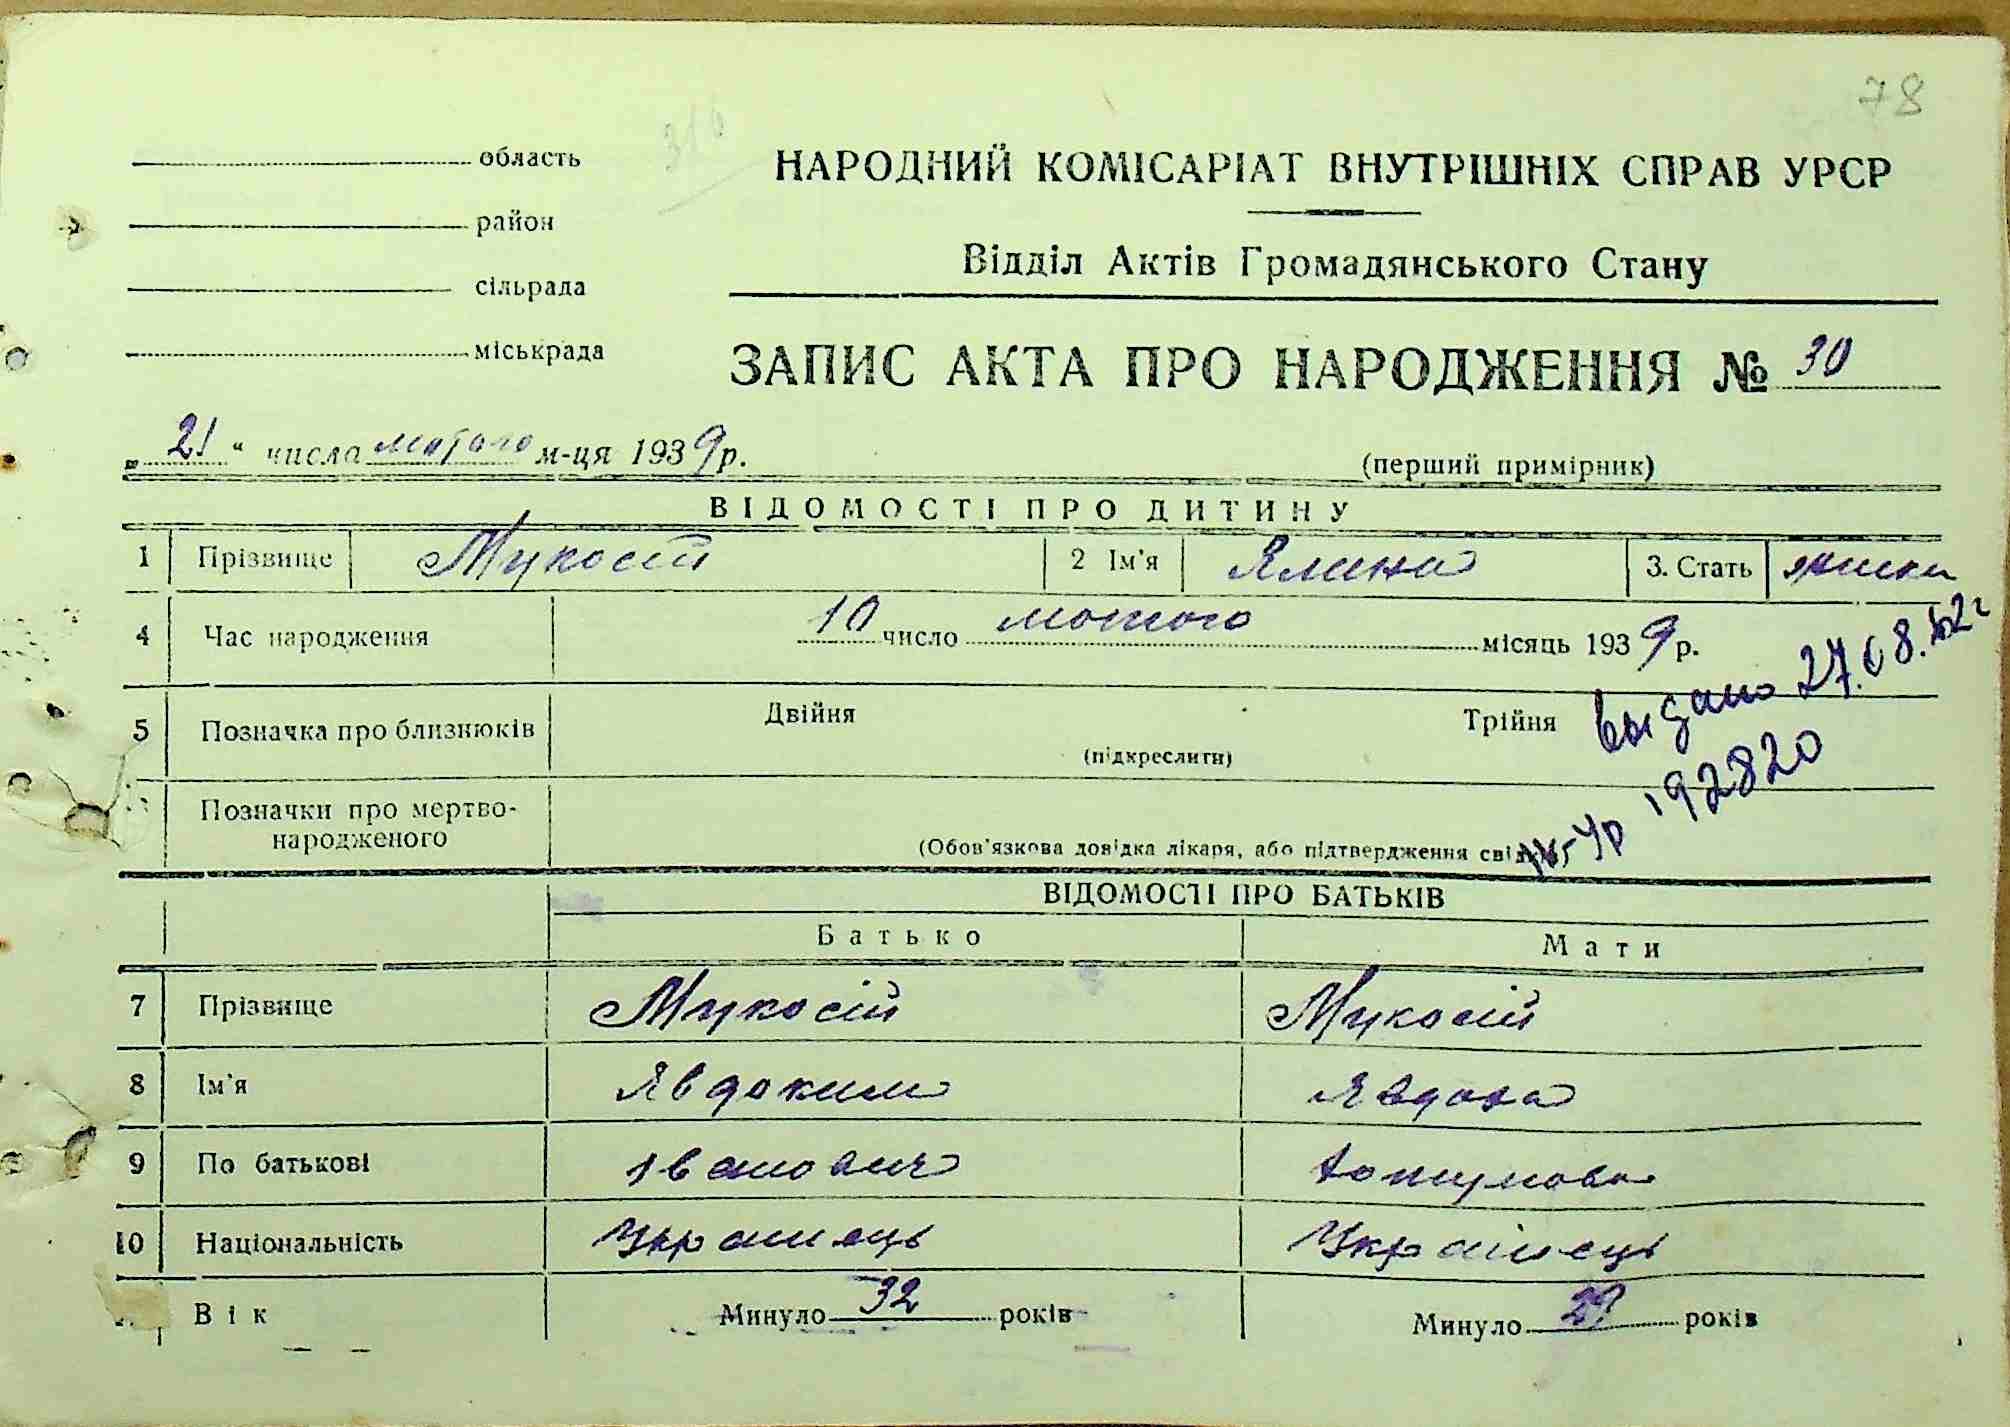 78
310
область
район
сільрада
міськрада
НАРОДНИЙ КОМІСАРІАТ ВНУТРІШНІХ СПРАВ УРСР
Відділ Актів Громадянського Стану
ЗАПИС АКТА ПРО НАРОДЖЕННЯ № 30
„ 21 “ числа лютого м-ця 1939 р.
(перший примірник)
ВІДОМОСТІ ПРО ДИТИНУ
1 Прізвище Мукосій 2 Ім'я Ялина 3. Стать
4 Час народження 10 число лютого місяць 1939 р.
5 Позначка про близнюків Двійня Трійня
(підкреслити)
видано 27.08.
192820
Позначки про мертво-
народженого
(Обов'язкова довідка лікаря, або підтвердження
ВІДОМОСТІ ПРО БАТЬКІВ
Батько Мати
7 Прізвище Мукосій Мукосій
8 Ім'я Явдоким Явдоха
9 По батькові Івanович
10 Національність Українець Українець
Вік Минуло 32 років Минуло 29 років